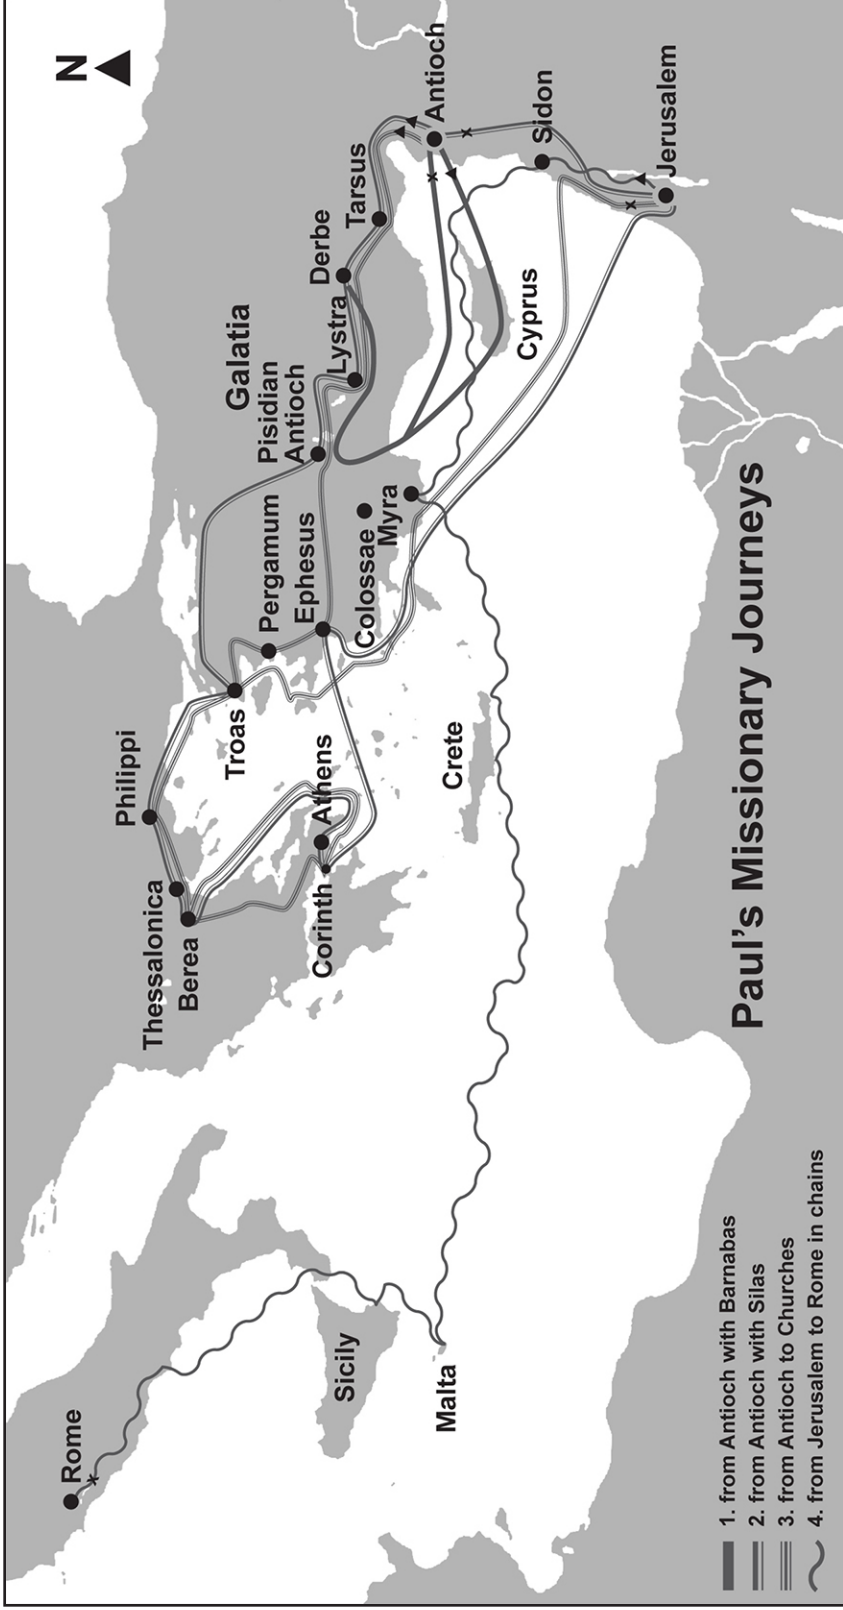 N
Rome
Thessalonica
Philippi
Berea
Troas
Pergamum
Pisidian
Antioch
Galatia
Lystra
Derbe
Tarsus
Antioch
Sicily
Malta
Corinth
Athens
Ephesus
Colossae
Myra
Crete
Cyprus
Sidon
Jerusalem
Paul's Missionary Journeys
1. from Antioch with Barnabas
2. from Antioch with Silas
3. from Antioch to Churches
4. from Jerusalem to Rome in chains